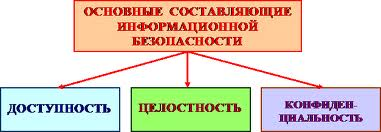 ОСНОВНЫЕ СОСТАВЛЯЮЩИЕ
ИНФОРМАЦИОННОЙ
БЕЗОПАСНОСТИ
ДОСТУПНОСТЬ
ЦЕЛОСТНОСТЬ
КОНФИДЕН-
ЦИАЛЬНОСТЬ